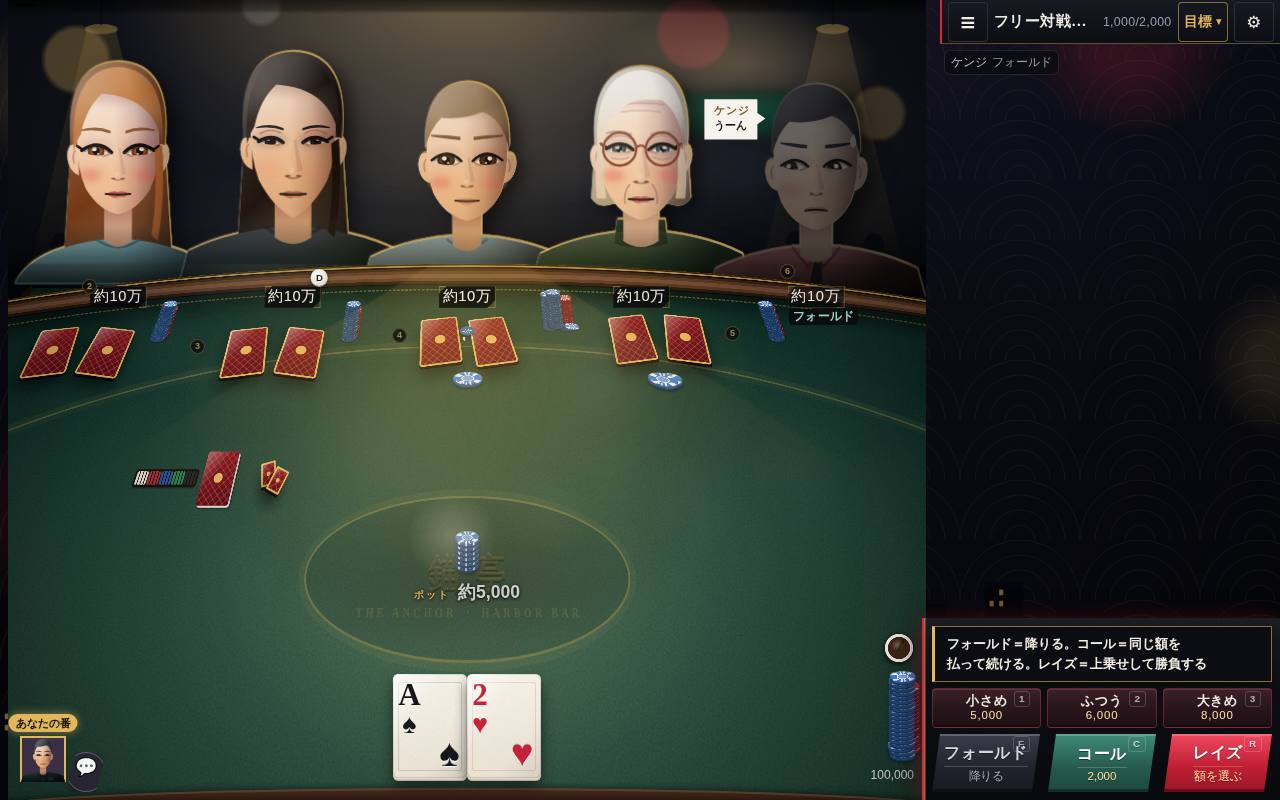 フリー対戦…
1,000/2,000
目標▾
ケンジ フォールド
ケンジ
うーん
D
2
約10万
約10万
約10万
約10万
6
約10万
フォールド
3
4
5
ポット 約5,000
THE ANCHOR · HARBOR BAR
フォールド＝降りる。コール＝同じ額を
払って続ける。レイズ＝上乗せして勝負する
小さめ 1
5,000
ふつう 2
6,000
大きめ 3
8,000
フォールド F
降りる
コール C
2,000
レイズ R
額を選ぶ
A
2
あなたの番
100,000